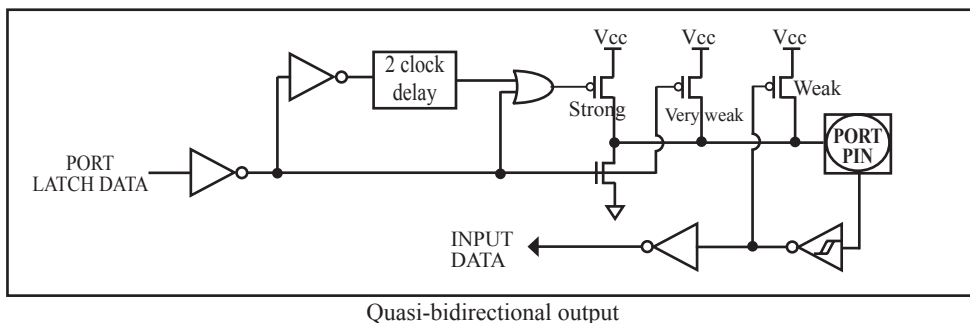 Vcc
Vcc
Vcc
2 clock
delay
Strong
Very weak
Weak
PORT
LATCH DATA
PORT
PIN
INPUT
DATA
Quasi-bidirectional output